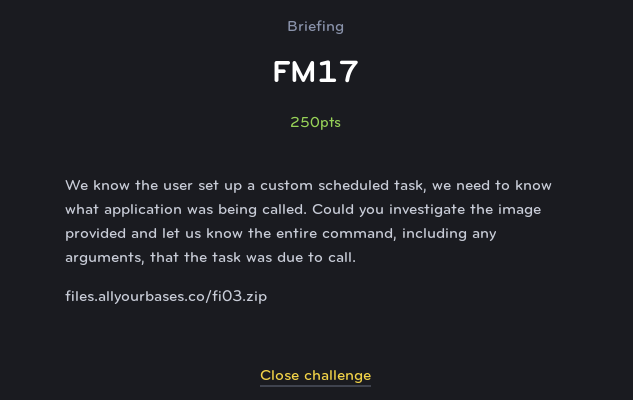 Briefing
FM17
250pts
We know the user set up a custom scheduled task, we need to know
what application was being called. Could you investigate the image
provided and let us know the entire command, including any
arguments, that the task was due to call.
files.allyourbases.co/fi03.zip
Close challenge